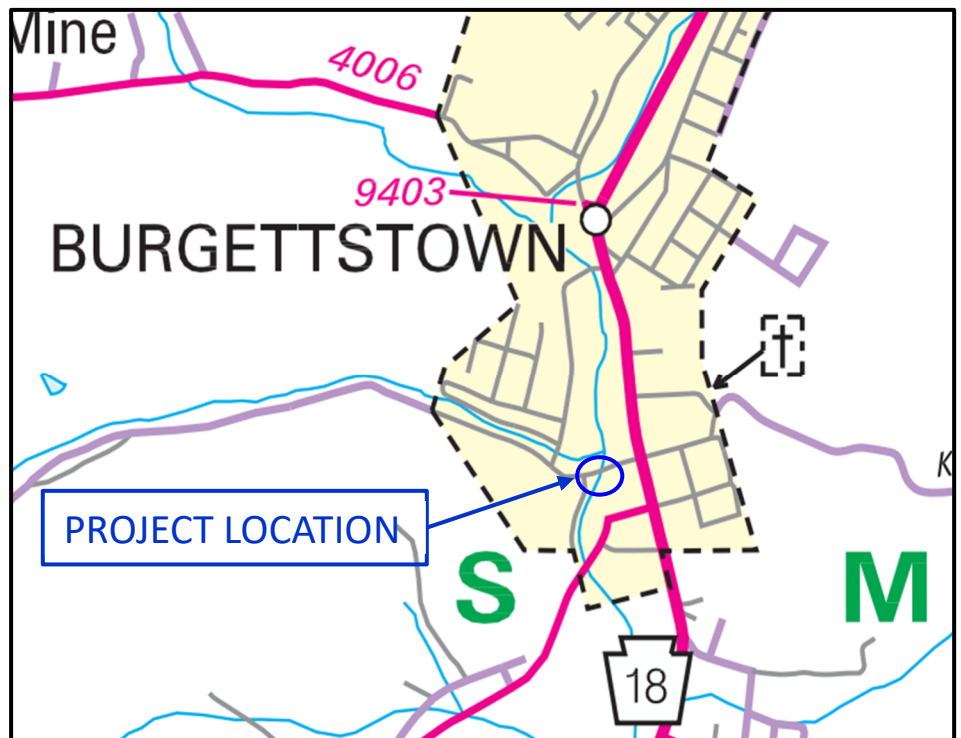 Mine
4006
9403
BURGETTSTOWN
K
PROJECT LOCATION
S
M
18